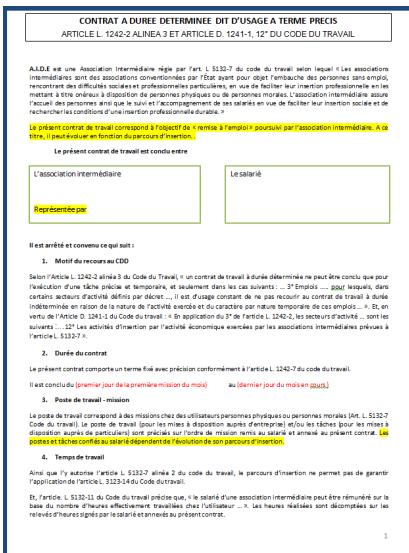 CONTRAT A DUREE DETERMINEE DIT D'USAGE A TERME PRECIS
ARTICLE L. 1242-2 ALINEA 3 ET ARTICLE D. 1241-1, 12° DU CODE DU TRAVAIL
A.I.D.E est une Association Intermédiaire régie par l'art. L 5132-7 du code du travail selon lequel « Les associations
intermédiaires sont des associations conventionnées par l'État ayant pour objet l'embauche des personnes sans emploi,
rencontrant des difficultés sociales et professionnelles particulières, en vue de faciliter leur insertion professionnelle en les
mettant à titre onéreux à disposition de personnes physiques ou de personnes morales. L'association intermédiaire assure
l'accueil des personnes ainsi que le suivi et l'accompagnement de ses salariés en vue de faciliter leur insertion sociale et de
rechercher les conditions d'une insertion professionnelle durable. »
Le présent contrat de travail correspond à l'objectif de « remise à l'emploi » poursuivi par l'association intermédiaire. A ce
titre, il peut évoluer en fonction du parcours d'insertion. .
Le présent contrat de travail est conclu entre
L'association intermédiaire
Représentée par
Le salarié
Il est arrêté et convenu ce qui suit :
1. Motif du recours au CDD
Selon l'Article L. 1242-2 alinéa 3 du Code du Travail, « un contrat de travail à durée déterminée ne peut être conclu que pour
l'exécution d'une tâche précise et temporaire, et seulement dans les cas suivants : ... 3° Emplois .... pour lesquels, dans
certains secteurs d'activité définis par décret ..., il est d'usage constant de ne pas recourir au contrat de travail à durée
indéterminée en raison de la nature de l'activité exercée et du caractère par nature temporaire de ces emplois ... ». Et, en
vertu de l'Article D. 1241-1 du Code du travail : « En application du 3° de l'article L. 1242-2, les secteurs d'activité .. sont les
suivants :....12° Les activités d'insertion par l'activité économique exercées par les associations intermédiaires prévues à
l'article L. 5132-7 ».
2. Durée du contrat
Le présent contrat comporte un terme fixé avec précision conformément à l'article L. 1242-7 du code du travail.
Il est conclu du (premier jour de la première mission du mois) au (dernier jour du mois en cours.)
3. Poste de travail - mission
Le poste de travail correspond à des missions chez des utilisateurs personnes physiques ou personnes morales (Art. L. 5132-7
Code du travail). Le poste de travail (pour les mises à disposition auprès d'entreprise) et/ou les tâches (pour les mises à
disposition auprès de particuliers) sont précisés sur l'ordre de mission remis au salarié et annexé au présent contrat. Les
postes et tâches confiés au salarié dépendent de l'évolution de son parcours d'insertion.
4. Temps de travail
Ainsi que l'y autorise l'article L. 5132-7 alinéa 2 du code du travail, le parcours d'insertion ne permet pas de garantir
l'application de l'article L. 3123-14 du Code du travail.
Et, l'article. L. 5132-11 du Code du travail précise que, « le salarié d'une association intermédiaire peut être rémunéré sur la
base du nombre d'heures effectivement travaillées chez l'utilisateur ... ». Les heures réalisées sont décomptées sur les
relevés d'heures signés par le salarié et annexés au présent contrat.
1